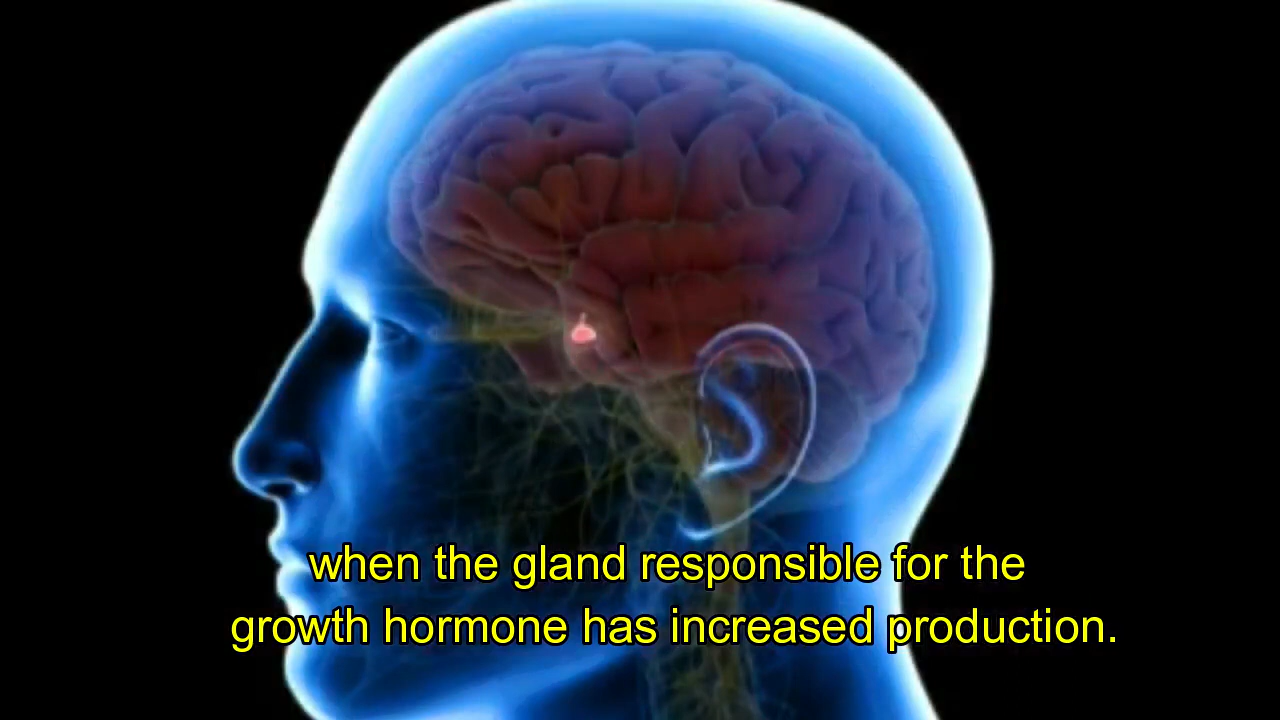 when the gland responsible for the
growth hormone has increased production.